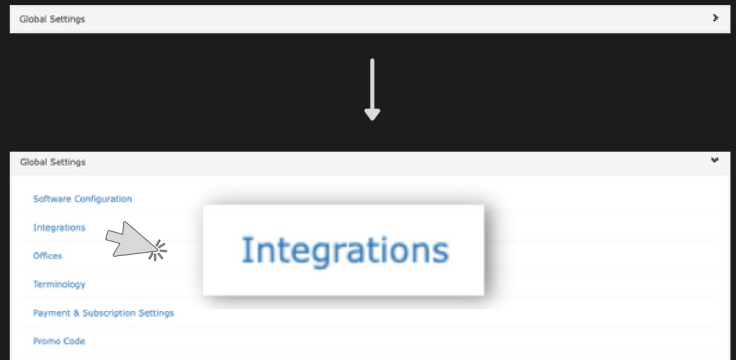 Global Settings
Global Settings
Software Configuration
Integrations
Integrations
Offices
Terminology
Payment & Subscription Settings
Promo Code